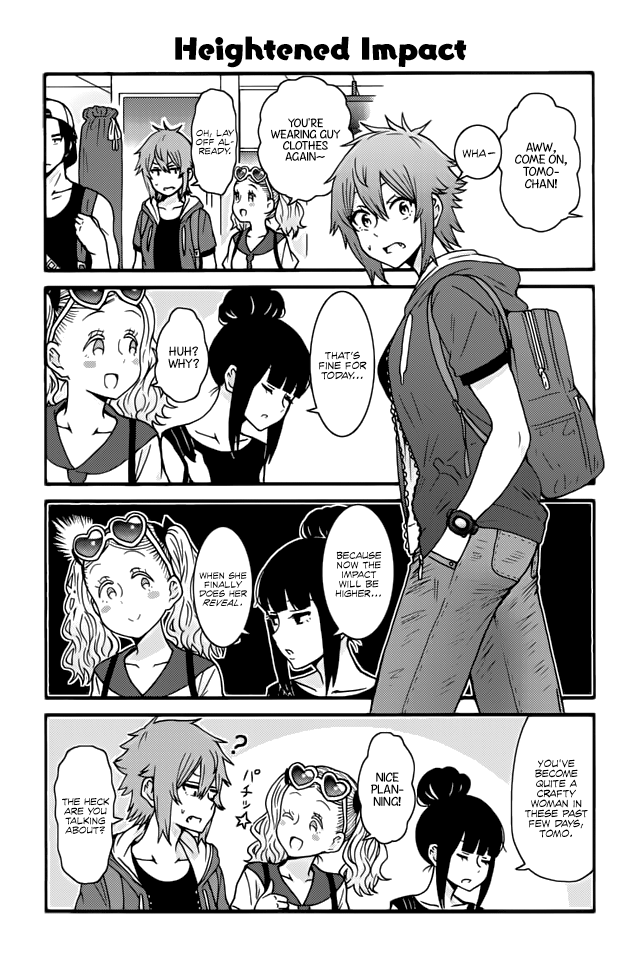 Heightened Impact
AWW,
COME ON,
TOMO-
CHAN!
WHA—
YOU'RE
WEARING GUY
CLOTHES
AGAIN~
OH, LAY
OFF AL-
READY.
THAT'S
FINE FOR
TODAY...
HUH?
WHY?
BECAUSE
NOW THE
IMPACT
WILL BE
HIGHER...
WHEN SHE
FINALLY
DOES HER
REVEAL.
YOU'VE
BECOME
QUITE A
CRAFTY
WOMAN IN
THESE PAST
FEW DAYS,
TOMO.
NICE
PLAN-
NING!
パチッ☆
?
THE HECK
ARE YOU
TALKING
ABOUT?